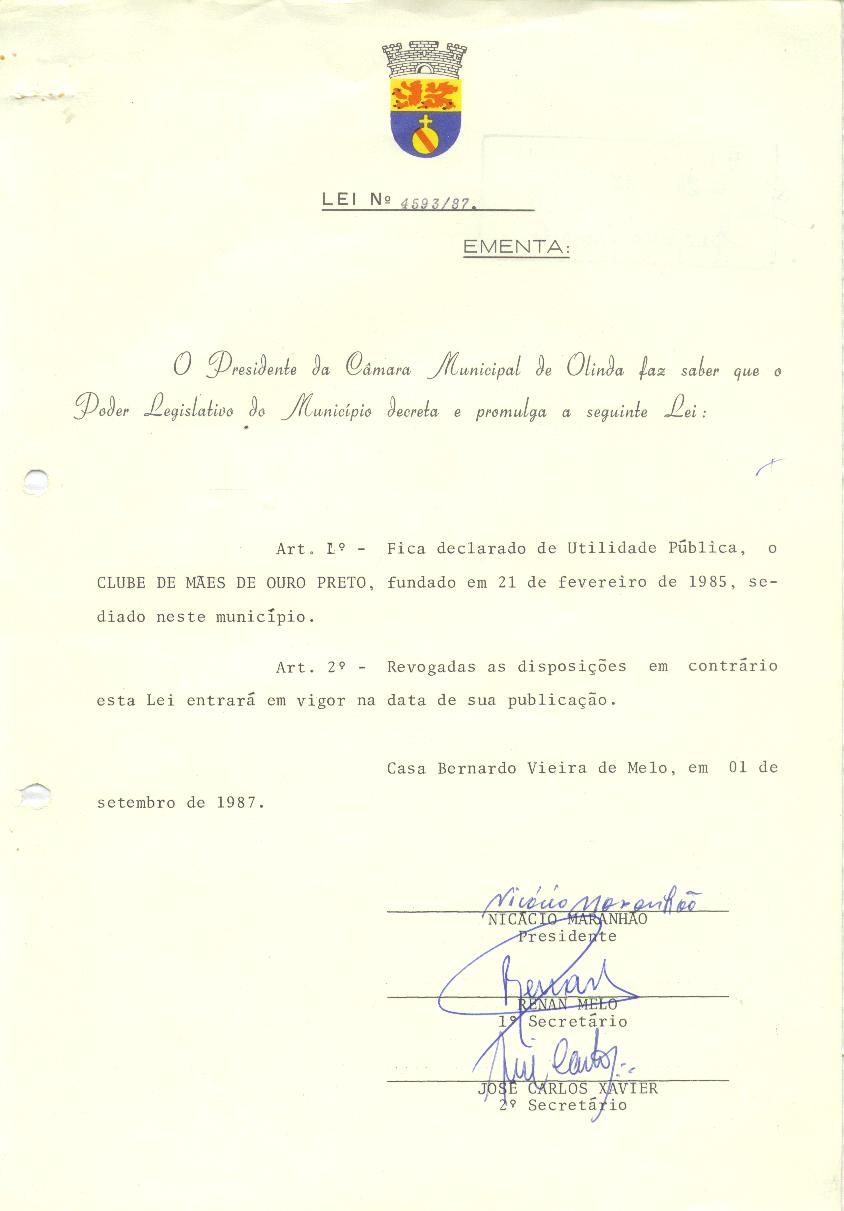 LEI Nº 4593/87.
EMENTA:
O Presidente da Câmara Municipal de Olinda faz saber que o
Poder Legislativo do Município decreta e promulga a seguinte Lei:
Art. 1º - Fica declarado de Utilidade Pública, o
CLUBE DE MÃES DE OURO PRETO, fundado em 21 de fevereiro de 1985, se-
diado neste município.
Art. 2º - Revogadas as disposições em contrário
esta Lei entrará em vigor na data de sua publicação.
Casa Bernardo Vieira de Melo, em 01 de
setembro de 1987.
Nicácio Maranhão
NICÁCIO MARANHÃO
Presidente
Renan
RENAN MELO
1º Secretário
José Carlos
JOSÉ CARLOS XAVIER
2º Secretário